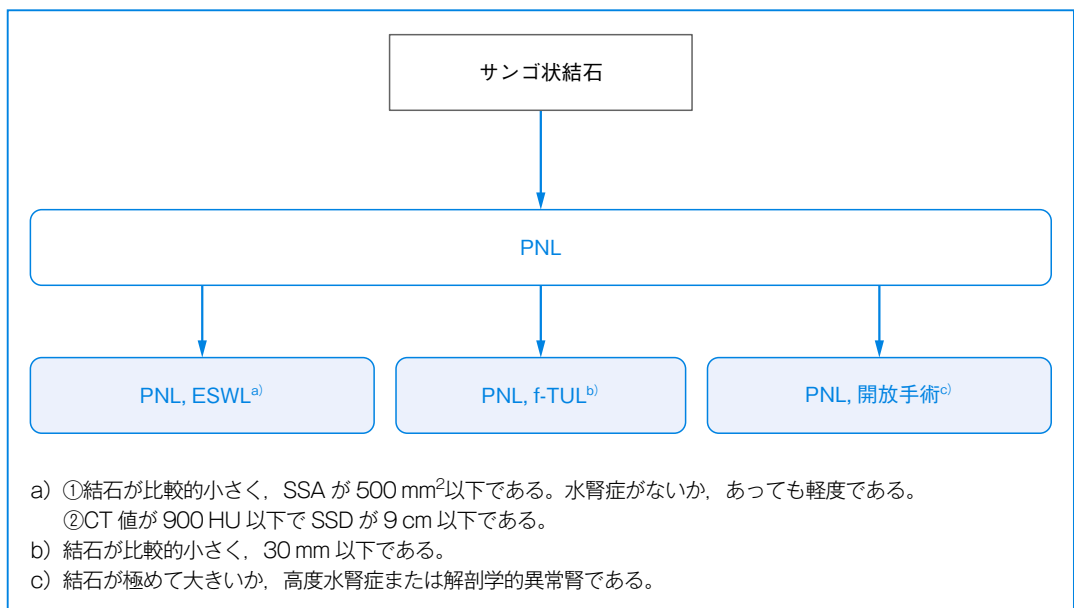 サンゴ状結石
PNL
PNL, ESWLa)
PNL, f-TULb)
PNL, 開放手術c)
a）①結石が比較的小さく，SSA が 500 mm2以下である。水腎症がないか，あっても軽度である。
②CT 値が 900 HU 以下で SSD が 9 cm 以下である。
b）結石が比較的小さく，30 mm 以下である。
c）結石が極めて大きいか，高度水腎症または解剖学的異常腎である。